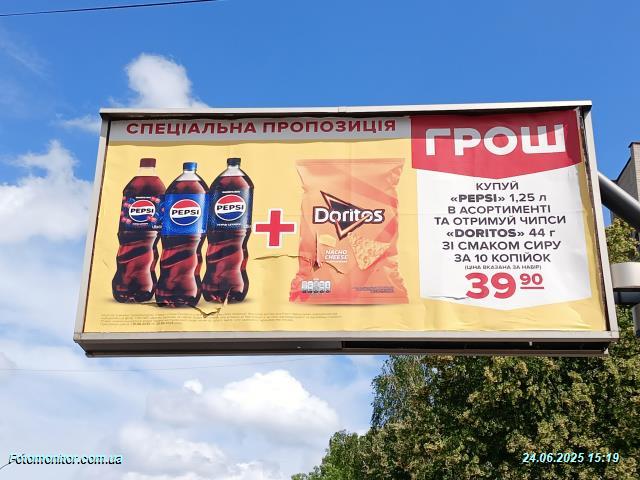 СПЕЦІАЛЬНА ПРОПОЗИЦІЯ
ГРОШ
КУПУЙ
«PEPSI» 1,25 л
В АСОРТИМЕНТІ
ТА ОТРИМУЙ ЧИПСИ
«DORITOS» 44 г
ЗІ СМАКОМ СИРУ
ЗА 10 КОПІЙОК
(ЦІНА ВКАЗАНА ЗА НАБІР)
39 90
PEPSI
PEPSI
PEPSI
+
Doritos
NACHO
CHEESE
Fotomonitor.com.ua
24.06.2025 15:19